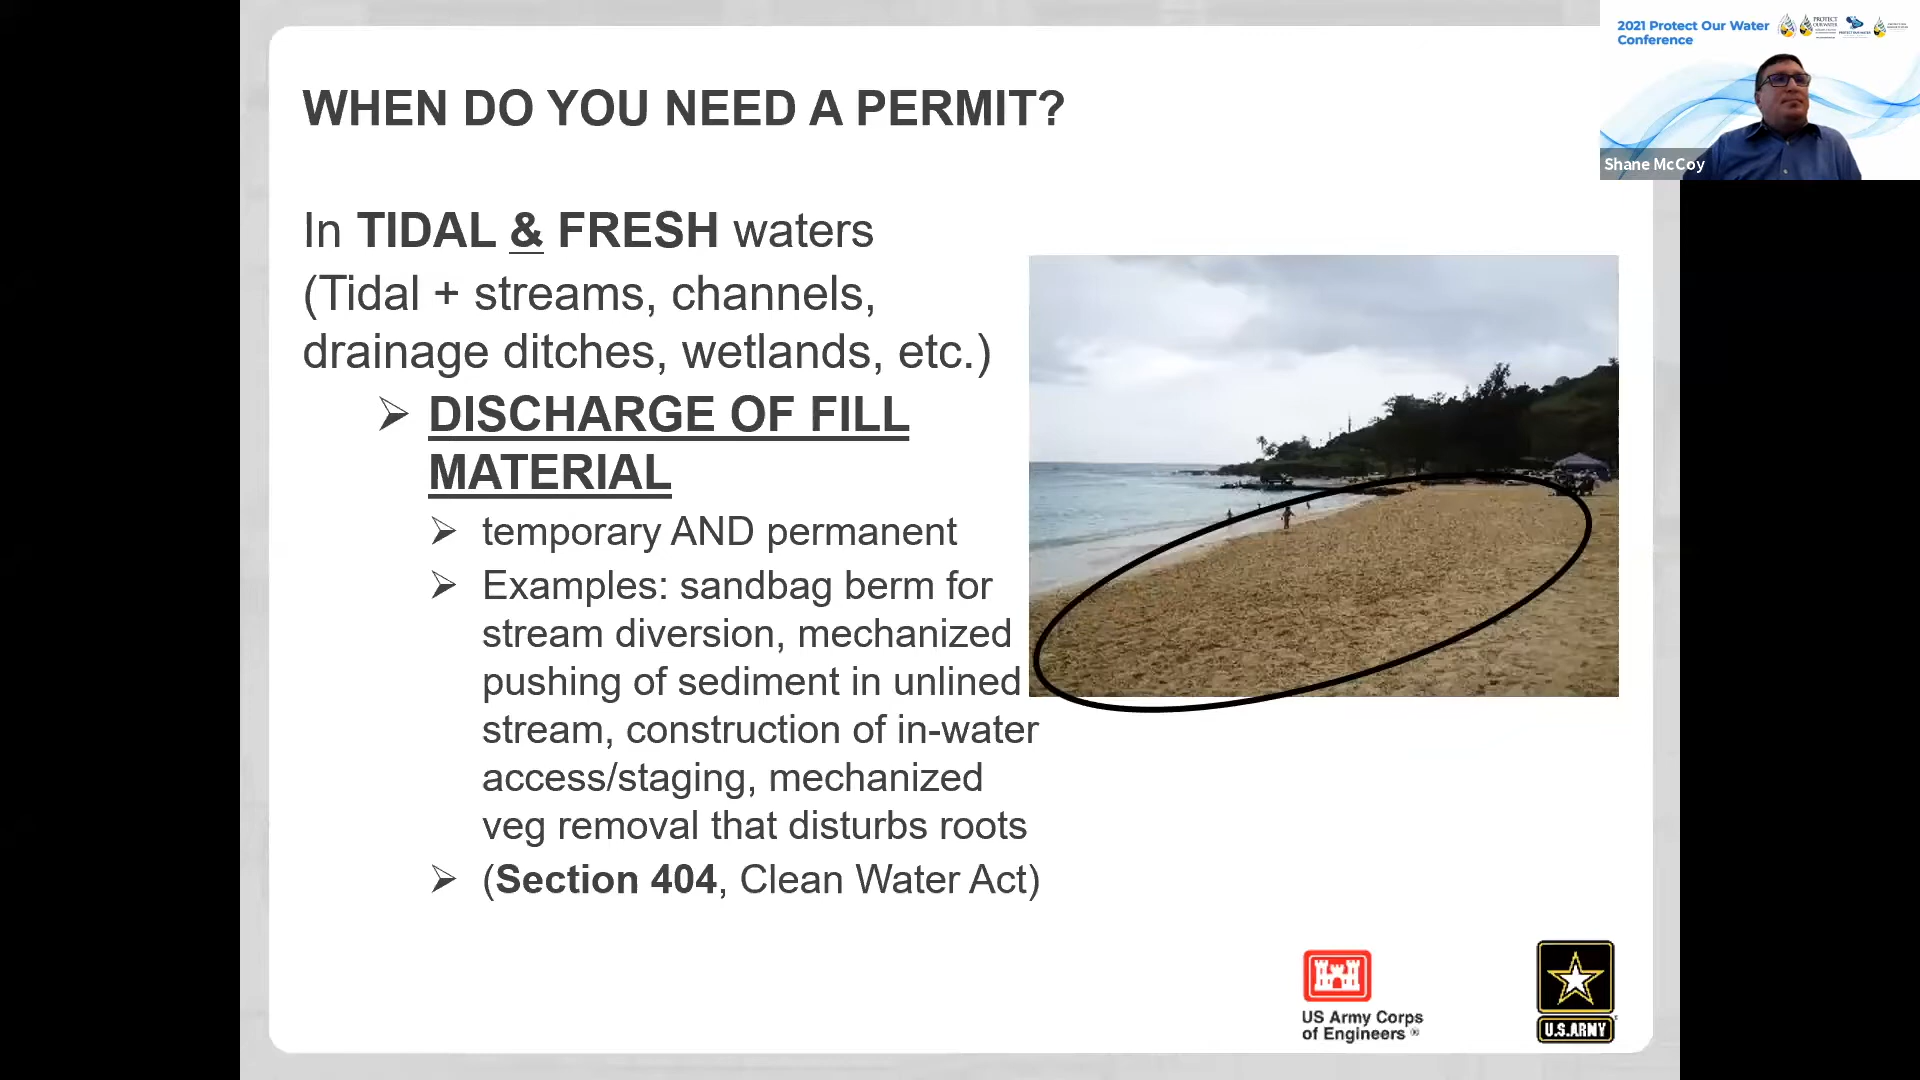 2021 Protect Our Water
Conference
PROTECT
OUR WATER
Shane McCoy
WHEN DO YOU NEED A PERMIT?
In TIDAL & FRESH waters
(Tidal + streams, channels,
drainage ditches, wetlands, etc.)
➢ DISCHARGE OF FILL
MATERIAL
➢ temporary AND permanent
➢ Examples: sandbag berm for
stream diversion, mechanized
pushing of sediment in unlined
stream, construction of in-water
access/staging, mechanized
veg removal that disturbs roots
➢ (Section 404, Clean Water Act)
US Army Corps
of Engineers ®
U.S.ARMY